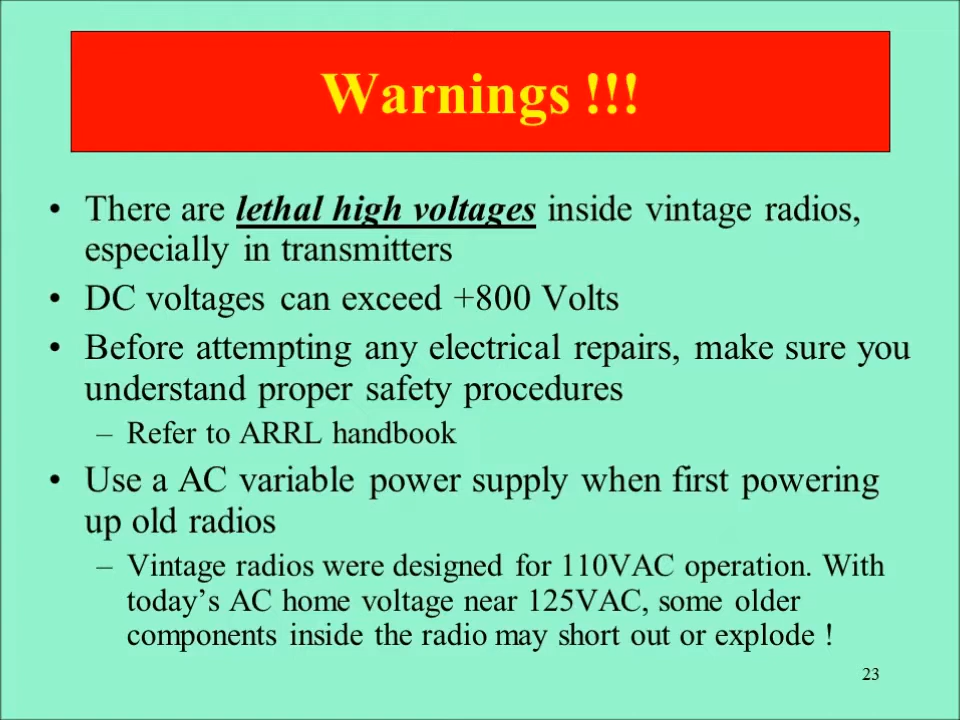 Warnings !!!
• There are lethal high voltages inside vintage radios,
especially in transmitters
• DC voltages can exceed +800 Volts
• Before attempting any electrical repairs, make sure you
understand proper safety procedures
– Refer to ARRL handbook
• Use a AC variable power supply when first powering
up old radios
– Vintage radios were designed for 110VAC operation. With
today’s AC home voltage near 125VAC, some older
components inside the radio may short out or explode !
23